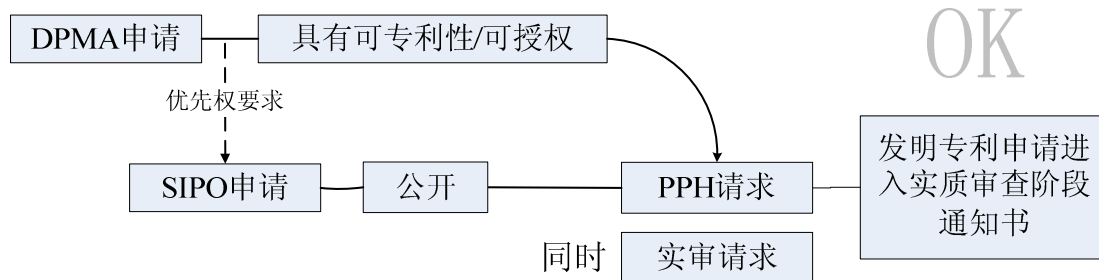 DPMA申请
具有可专利性/可授权
OK
优先权要求
SIPO申请
公开
PPH请求
发明专利申请进
入实质审查阶段
通知书
同时
实审请求